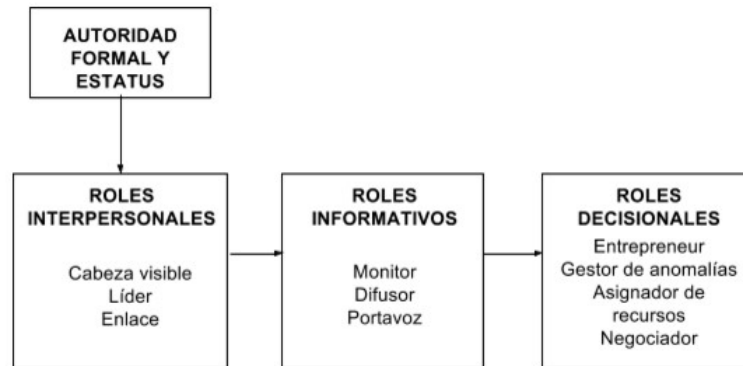 AUTORIDAD
FORMAL Y
ESTATUS
ROLES
INTERPERSONALES
Cabeza visible
Líder
Enlace
ROLES
INFORMATIVOS
Monitor
Difusor
Portavoz
ROLES
DECISIONALES
Entrepreneur
Gestor de anomalías
Asignador de
recursos
Negociador